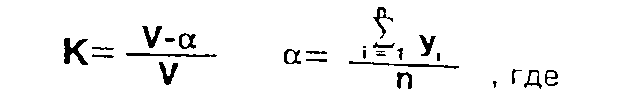 K = (V-α)/V   α = (Σ_{i=1}^{n} y_i)/n , где